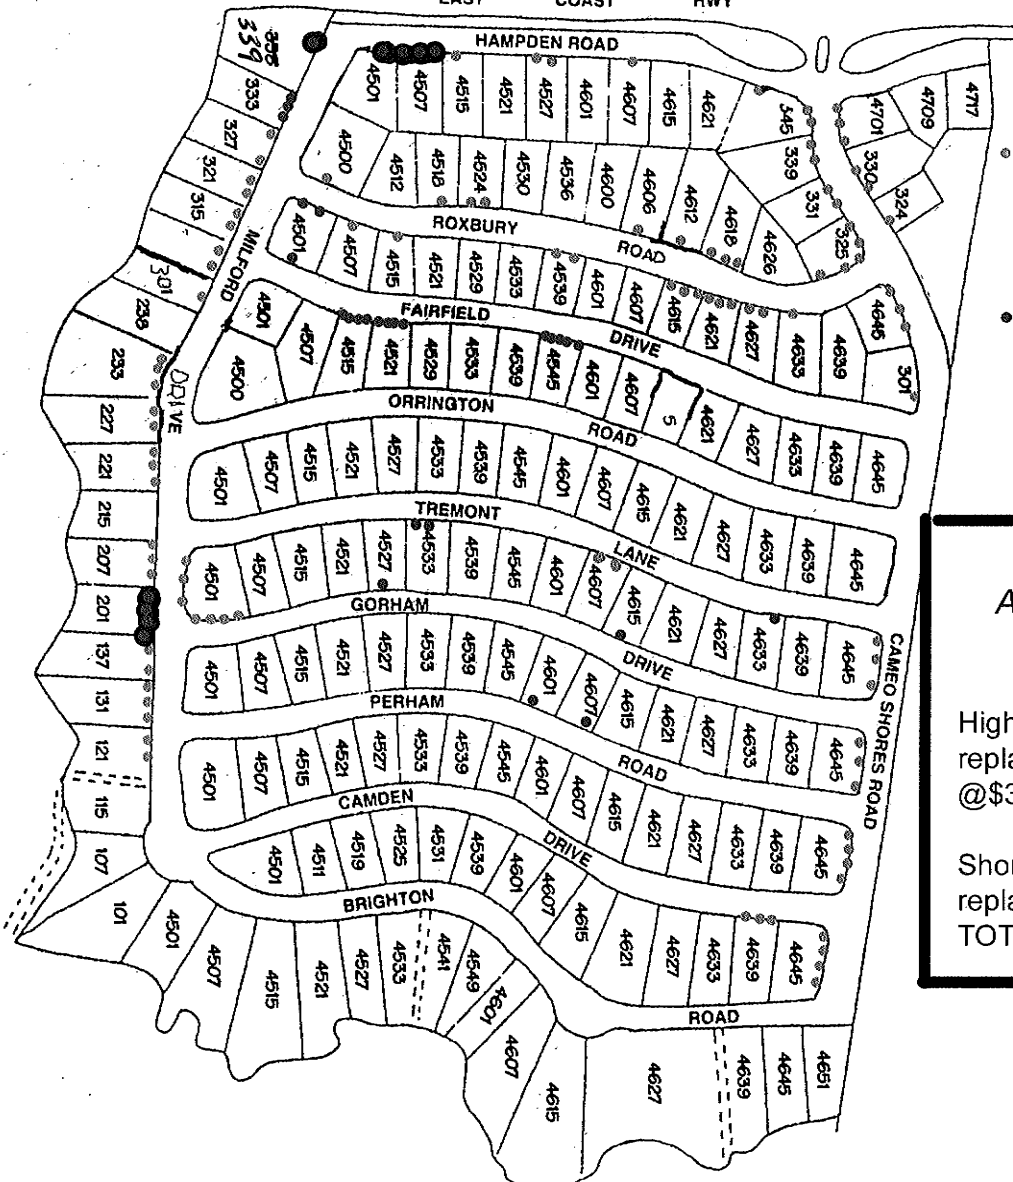 EAST COAST HWY
HAMPDEN ROAD
339
333
327
321
315
301
239
233
227
221
215
207
201
137
131
121
115
107
101
MILFORD
DDIVE
4501 4507 4515 4521 4527 4601 4607 4615 4621 345
339
331
325
4701 4709 4717
330
324
4500 4512 4518 4524 4530 4536 4600 4606 4612 4618 4626
ROXBURY ROAD
4501 4507 4515 4521 4529 4533 4539 4601 4607 4615 4621 4627 4633 4639 4645
301
FAIRFIELD DRIVE
4501 4507 4515 4521 4529 4533 4539 4545 4601 4607 5 4621 4627 4633 4639 4645
4500
ORRINGTON ROAD
4501 4507 4515 4521 4527 4533 4539 4545 4601 4607 4615 4621 4627 4633 4639 4645
TREMONT LANE
4501 4507 4515 4521 4527 4533 4539 4545 4601 4607 4615 4621 4627 4633 4639 4645
GORHAM DRIVE
4501 4507 4515 4521 4527 4533 4539 4545 4601 4607 4615 4621 4627 4633 4639 4645
PERHAM ROAD
4501 4507 4515 4521 4527 4533 4539 4545 4601 4607 4615 4621 4627 4633 4639 4645
CAMDEN DRIVE
4501 4511 4519 4525 4531 4539 4601 4607 4615 4621 4627 4633 4639 4645
BRIGHTON ROAD
4501 4507 4515 4521 4527 4533 4541 4549 4601 4607 4615 4627 4639 4645 4651
CAMEO SHORES ROAD
A
High
repla
@$3
Shor
repla
TOT